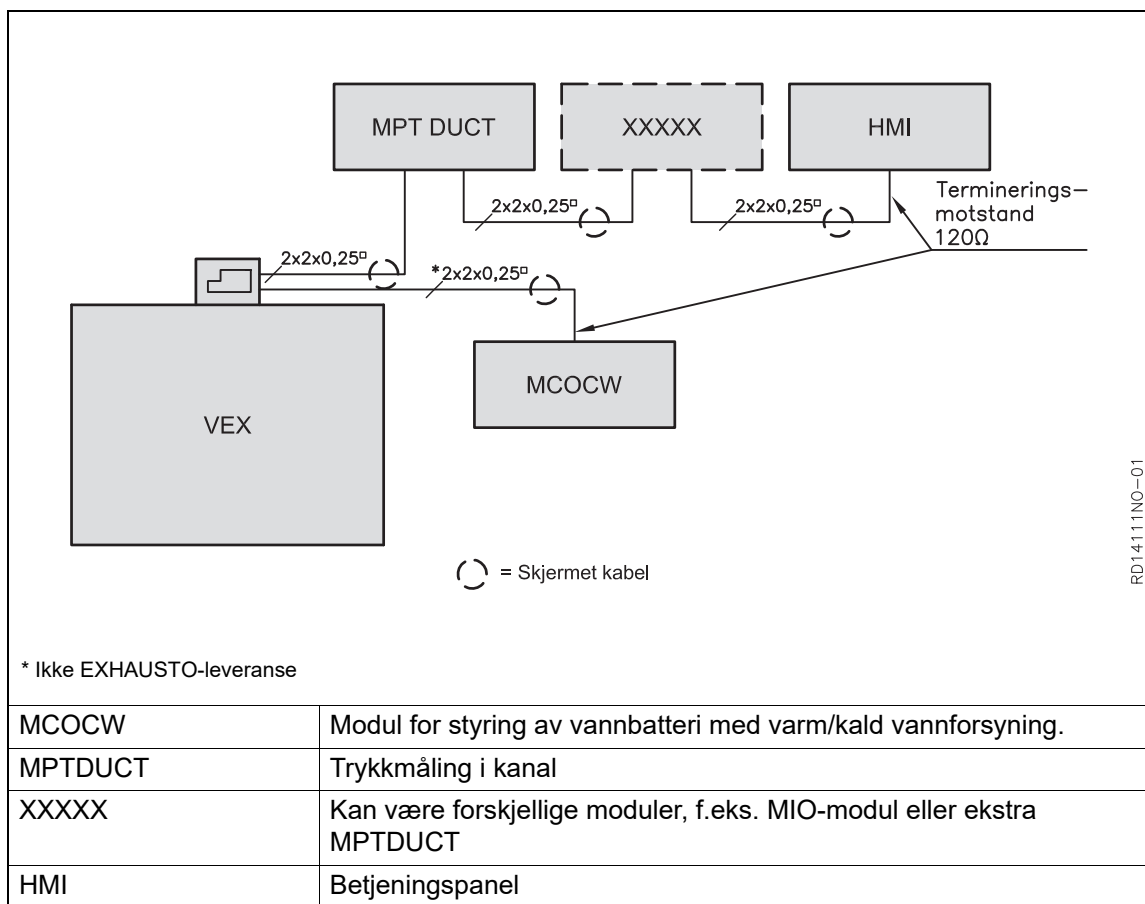 MPT DUCT
XXXXX
HMI
Terminerings-
motstand
120Ω
2x2x0,25¤
2x2x0,25¤
2x2x0,25¤
*2x2x0,25¤
MCOCW
VEX
= Skjermet kabel
RD14111NO-01
* Ikke EXHAUSTO-leveranse
MCOCW Modul for styring av vannbatteri med varm/kald vannforsyning.
MPTDUCT Trykkmåling i kanal
XXXXX Kan være forskjellige moduler, f.eks. MIO-modul eller ekstra
MPTDUCT
HMI Betjeningspanel